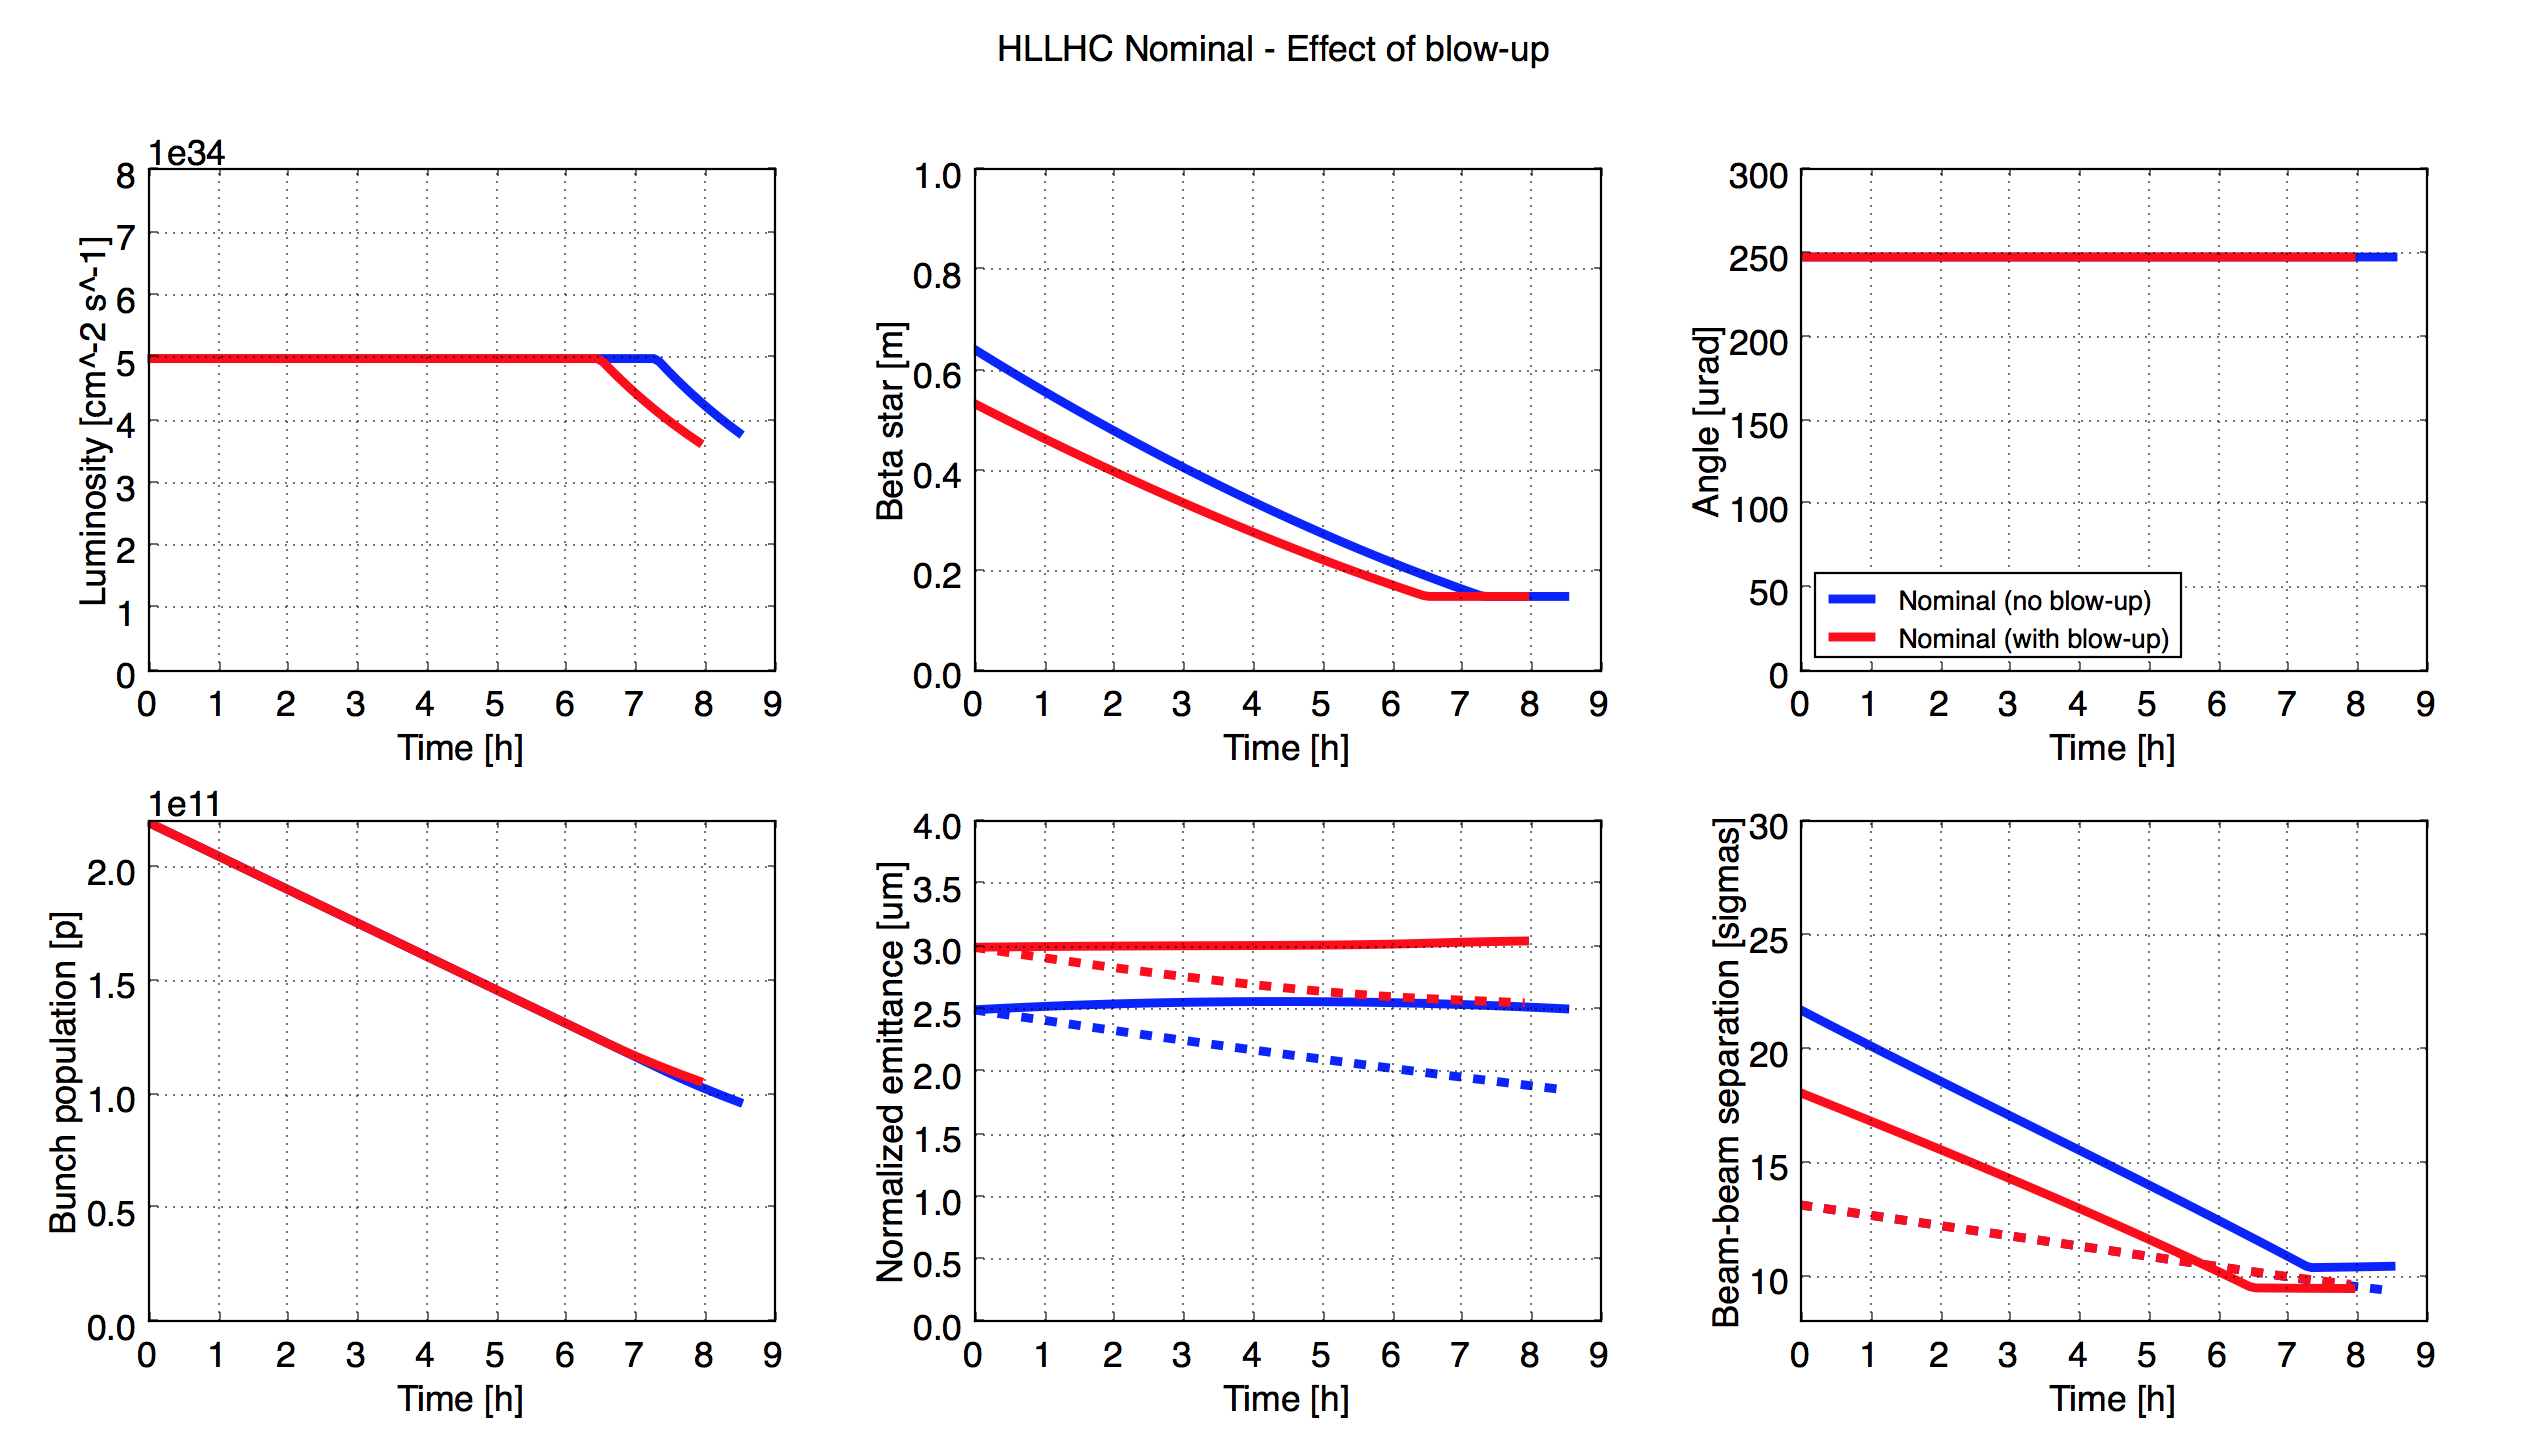 HLLHC Nominal - Effect of blow-up
1e34
8
7
6
5
4
3
2
1
0
Luminosity [cm^-2 s^-1]
0 1 2 3 4 5 6 7 8 9
Time [h]
1.0
0.8
0.6
0.4
0.2
0.0
Beta star [m]
0 1 2 3 4 5 6 7 8 9
Time [h]
300
250
200
150
100
50
0
Angle [urad]
Nominal (no blow-up)
Nominal (with blow-up)
0 1 2 3 4 5 6 7 8 9
Time [h]
1e11
2.0
1.5
1.0
0.5
0.0
Bunch population [p]
0 1 2 3 4 5 6 7 8 9
Time [h]
4.0
3.5
3.0
2.5
2.0
1.5
1.0
0.5
0.0
Normalized emittance [um]
0 1 2 3 4 5 6 7 8 9
Time [h]
30
25
20
15
10
Beam-beam separation [sigmas]
0 1 2 3 4 5 6 7 8 9
Time [h]